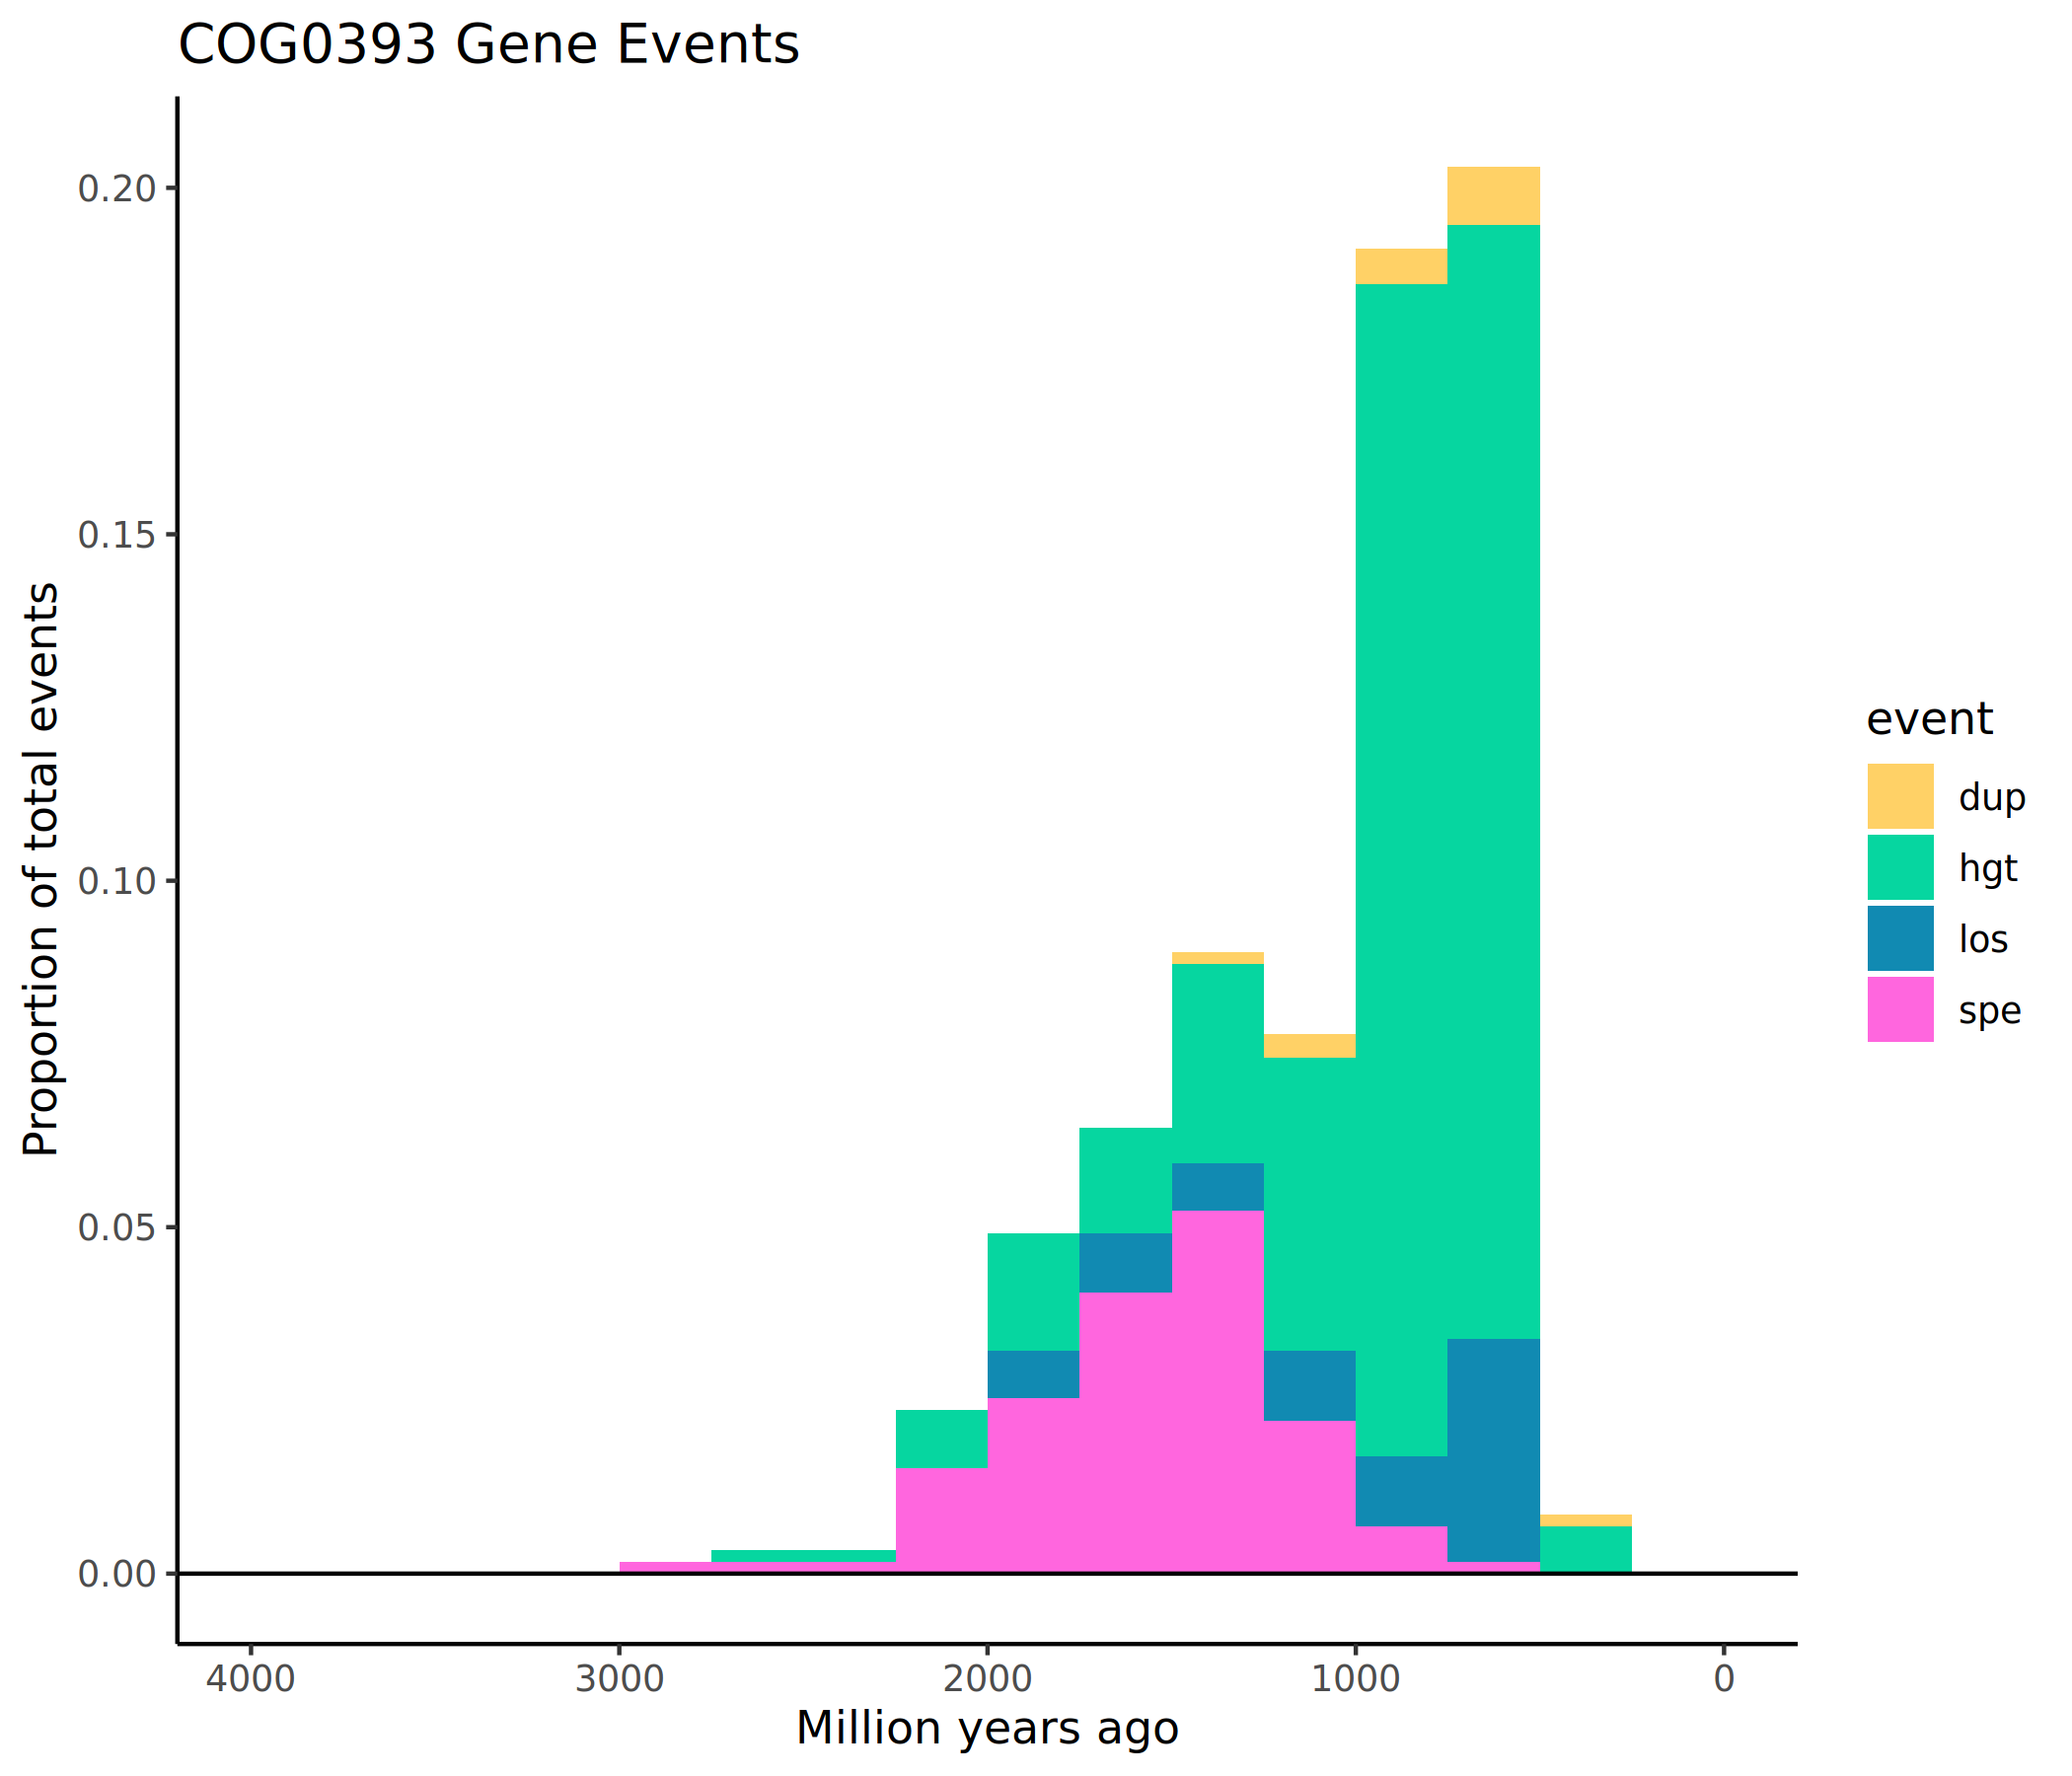 COG0393 Gene Events
Proportion of total events
0.20
0.15
0.10
0.05
0.00
4000 3000 2000 1000 0
Million years ago
event
dup
hgt
los
spe